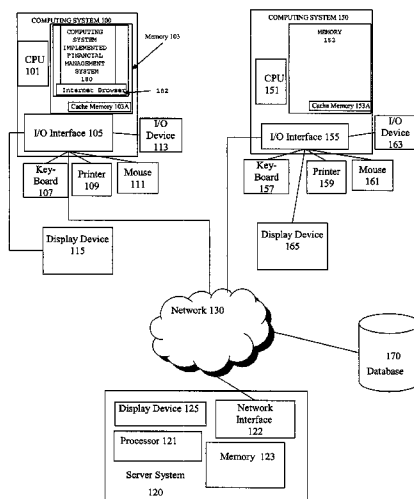 COMPUTING SYSTEM 100
CPU
101
COMPUTING
SYSTEM
IMPLEMENTED
FINANCIAL
MANAGEMENT
SYSTEM
180
Internet Browser
Memory 103
182
Cache Memory 103A
I/O Interface 105
I/O
Device
113
Key-
Board
107
Printer
109
Mouse
111
Display Device
115
COMPUTING SYSTEM 150
CPU
151
MEMORY
153
Cache Memory 153A
I/O Interface 155
I/O
Device
163
Key-
Board
157
Printer
159
Mouse
161
Display Device
165
Network 130
170
Database
Display Device 125
Network
Interface
122
Processor 121
Memory 123
Server System
120